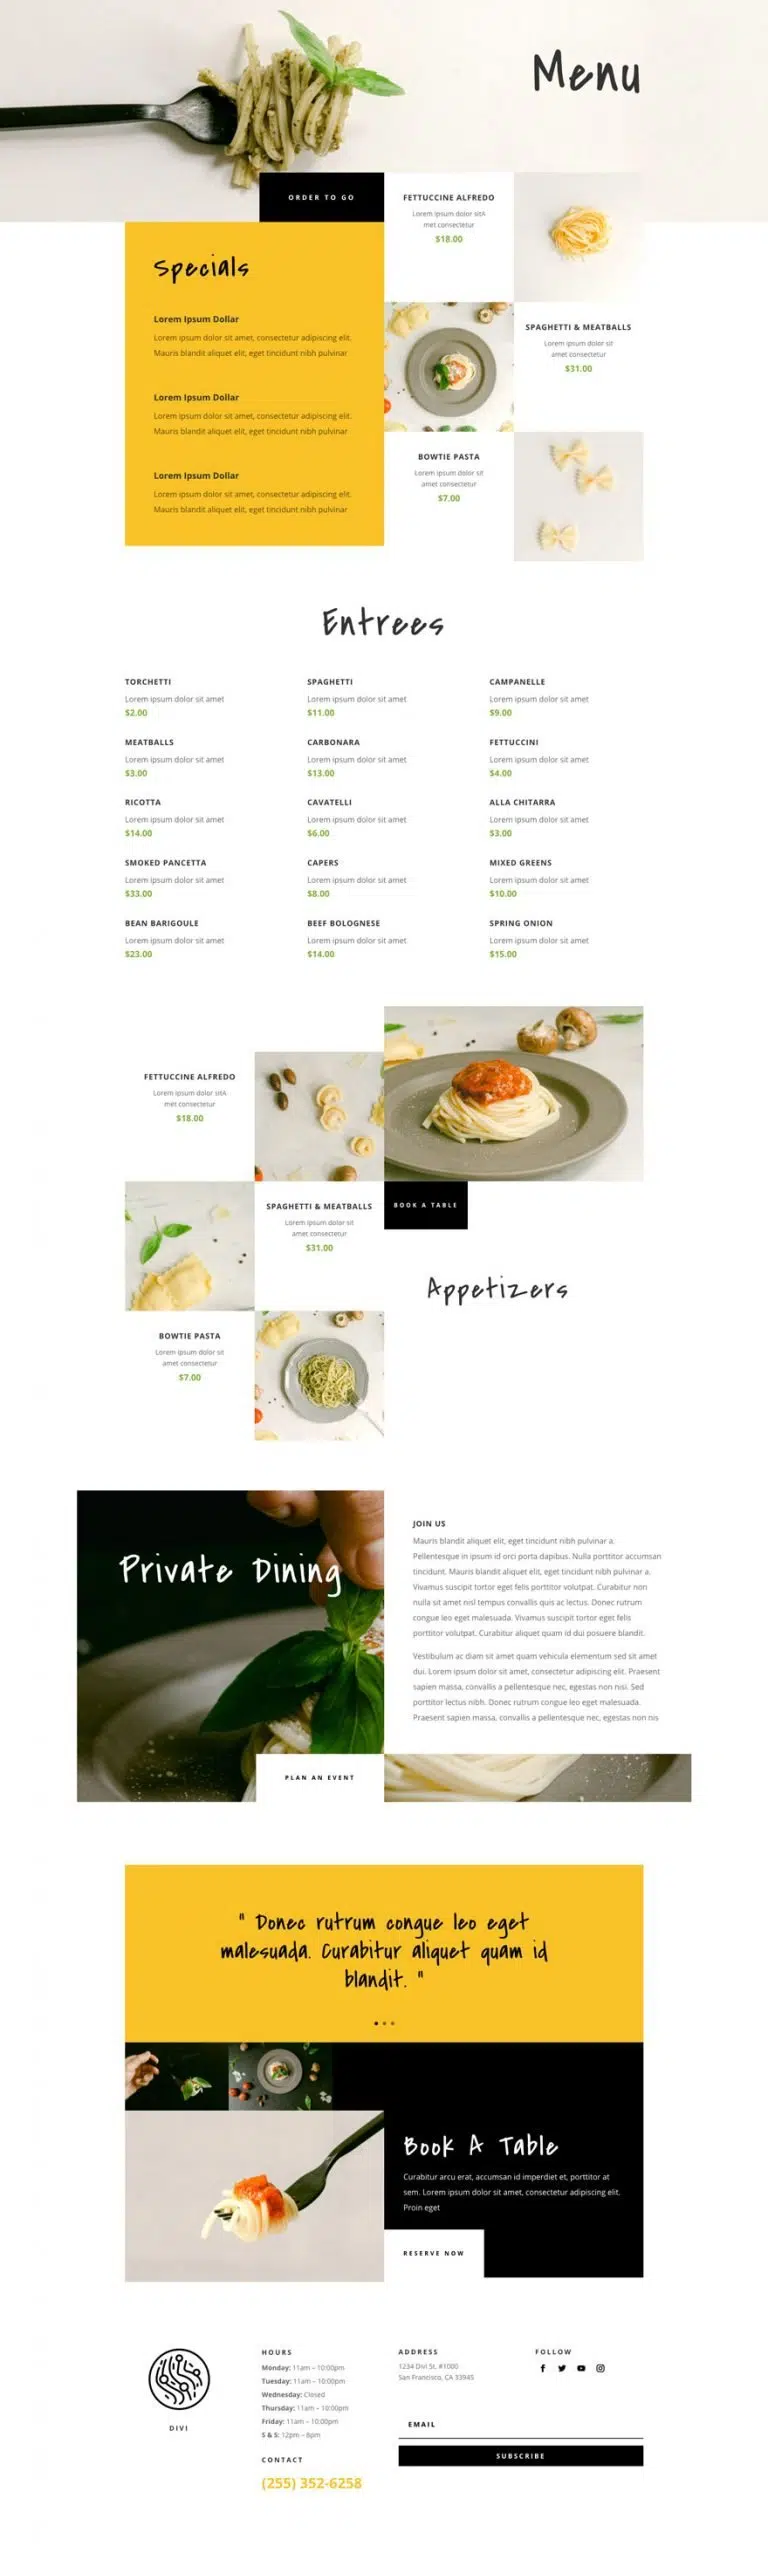 Menu
ORDER TO GO
FETTUCCINE ALFREDO
Lorem ipsum dolor sitA
met consectetur
$18.00
Specials
Lorem Ipsum Dollar
Lorem ipsum dolor sit amet, consectetur adipiscing elit.
Mauris blandit aliquet elit, eget tincidunt nibh pulvinar
Lorem Ipsum Dollar
Lorem ipsum dolor sit amet, consectetur adipiscing elit.
Mauris blandit aliquet elit, eget tincidunt nibh pulvinar
Lorem Ipsum Dollar
Lorem ipsum dolor sit amet, consectetur adipiscing elit.
Mauris blandit aliquet elit, eget tincidunt nibh pulvinar
SPAGHETTI & MEATBALLS
Lorem ipsum dolor sit
amet consectetur
$31.00
BOWTIE PASTA
Lorem ipsum dolor sit
amet consectetur
$7.00
Entrees
TORCHETTI
Lorem ipsum dolor sit amet
$2.00
SPAGHETTI
Lorem ipsum dolor sit amet
$11.00
CAMPANELLE
Lorem ipsum dolor sit amet
$9.00
MEATBALLS
Lorem ipsum dolor sit amet
$3.00
CARBONARA
Lorem ipsum dolor sit amet
$13.00
FETTUCCINI
Lorem ipsum dolor sit amet
$4.00
RICOTTA
Lorem ipsum dolor sit amet
$14.00
CAVATELLI
Lorem ipsum dolor sit amet
$6.00
ALLA CHITARRA
Lorem ipsum dolor sit amet
$3.00
SMOKED PANCETTA
Lorem ipsum dolor sit amet
$33.00
CAPERS
Lorem ipsum dolor sit amet
$8.00
MIXED GREENS
Lorem ipsum dolor sit amet
$10.00
BEAN BARIGOULE
Lorem ipsum dolor sit amet
$23.00
BEEF BOLOGNESE
Lorem ipsum dolor sit amet
$14.00
SPRING ONION
Lorem ipsum dolor sit amet
$15.00
FETTUCCINE ALFREDO
Lorem ipsum dolor sitA
met consectetur
$18.00
SPAGHETTI & MEATBALLS
Lorem ipsum dolor sit
amet consectetur
$31.00
BOOK A TABLE
Appetizers
BOWTIE PASTA
Lorem ipsum dolor sit
amet consectetur
$7.00
Private Dining
PLAN AN EVENT
JOIN US
Mauris blandit aliquet elit, eget tincidunt nibh pulvinar a.
Pellentesque in ipsum id orci porta dapibus. Nulla porttitor accumsan
tincidunt. Mauris blandit aliquet elit, eget tincidunt nibh pulvinar a.
Vivamus suscipit tortor eget felis porttitor volutpat. Curabitur non
nulla sit amet nisl tempus convallis quis ac lectus. Donec rutrum
congue leo eget malesuada. Vivamus suscipit tortor eget felis
porttitor volutpat. Curabitur aliquet quam id dui posuere blandit.
Vestibulum ac diam sit amet quam vehicula elementum sed sit amet
dui. Lorem ipsum dolor sit amet, consectetur adipiscing elit. Praesent
sapien massa, convallis a pellentesque nec, egestas non nisi. Sed
porttitor lectus nibh. Donec rutrum congue leo eget malesuada.
Praesent sapien massa, convallis a pellentesque nec, egestas non nis
" Donec rutrum congue leo eget
malesuada. Curabitur aliquet quam id
blandit. "
Book A Table
Curabitur arcu erat, accumsan id imperdiet et, porttitor at
sem. Lorem ipsum dolor sit amet, consectetur adipiscing elit.
Proin eget
RESERVE NOW
DIVI
HOURS
Monday: 11am – 10:00pm
Tuesday: 11am – 10:00pm
Wednesday: Closed
Thursday: 11am – 10:00pm
Friday: 11am – 10:00pm
S & S: 12pm – 8pm
CONTACT
(255) 352-6258
ADDRESS
1234 Divi St. #1000
San Francisco, CA 33945
FOLLOW
EMAIL
SUBSCRIBE